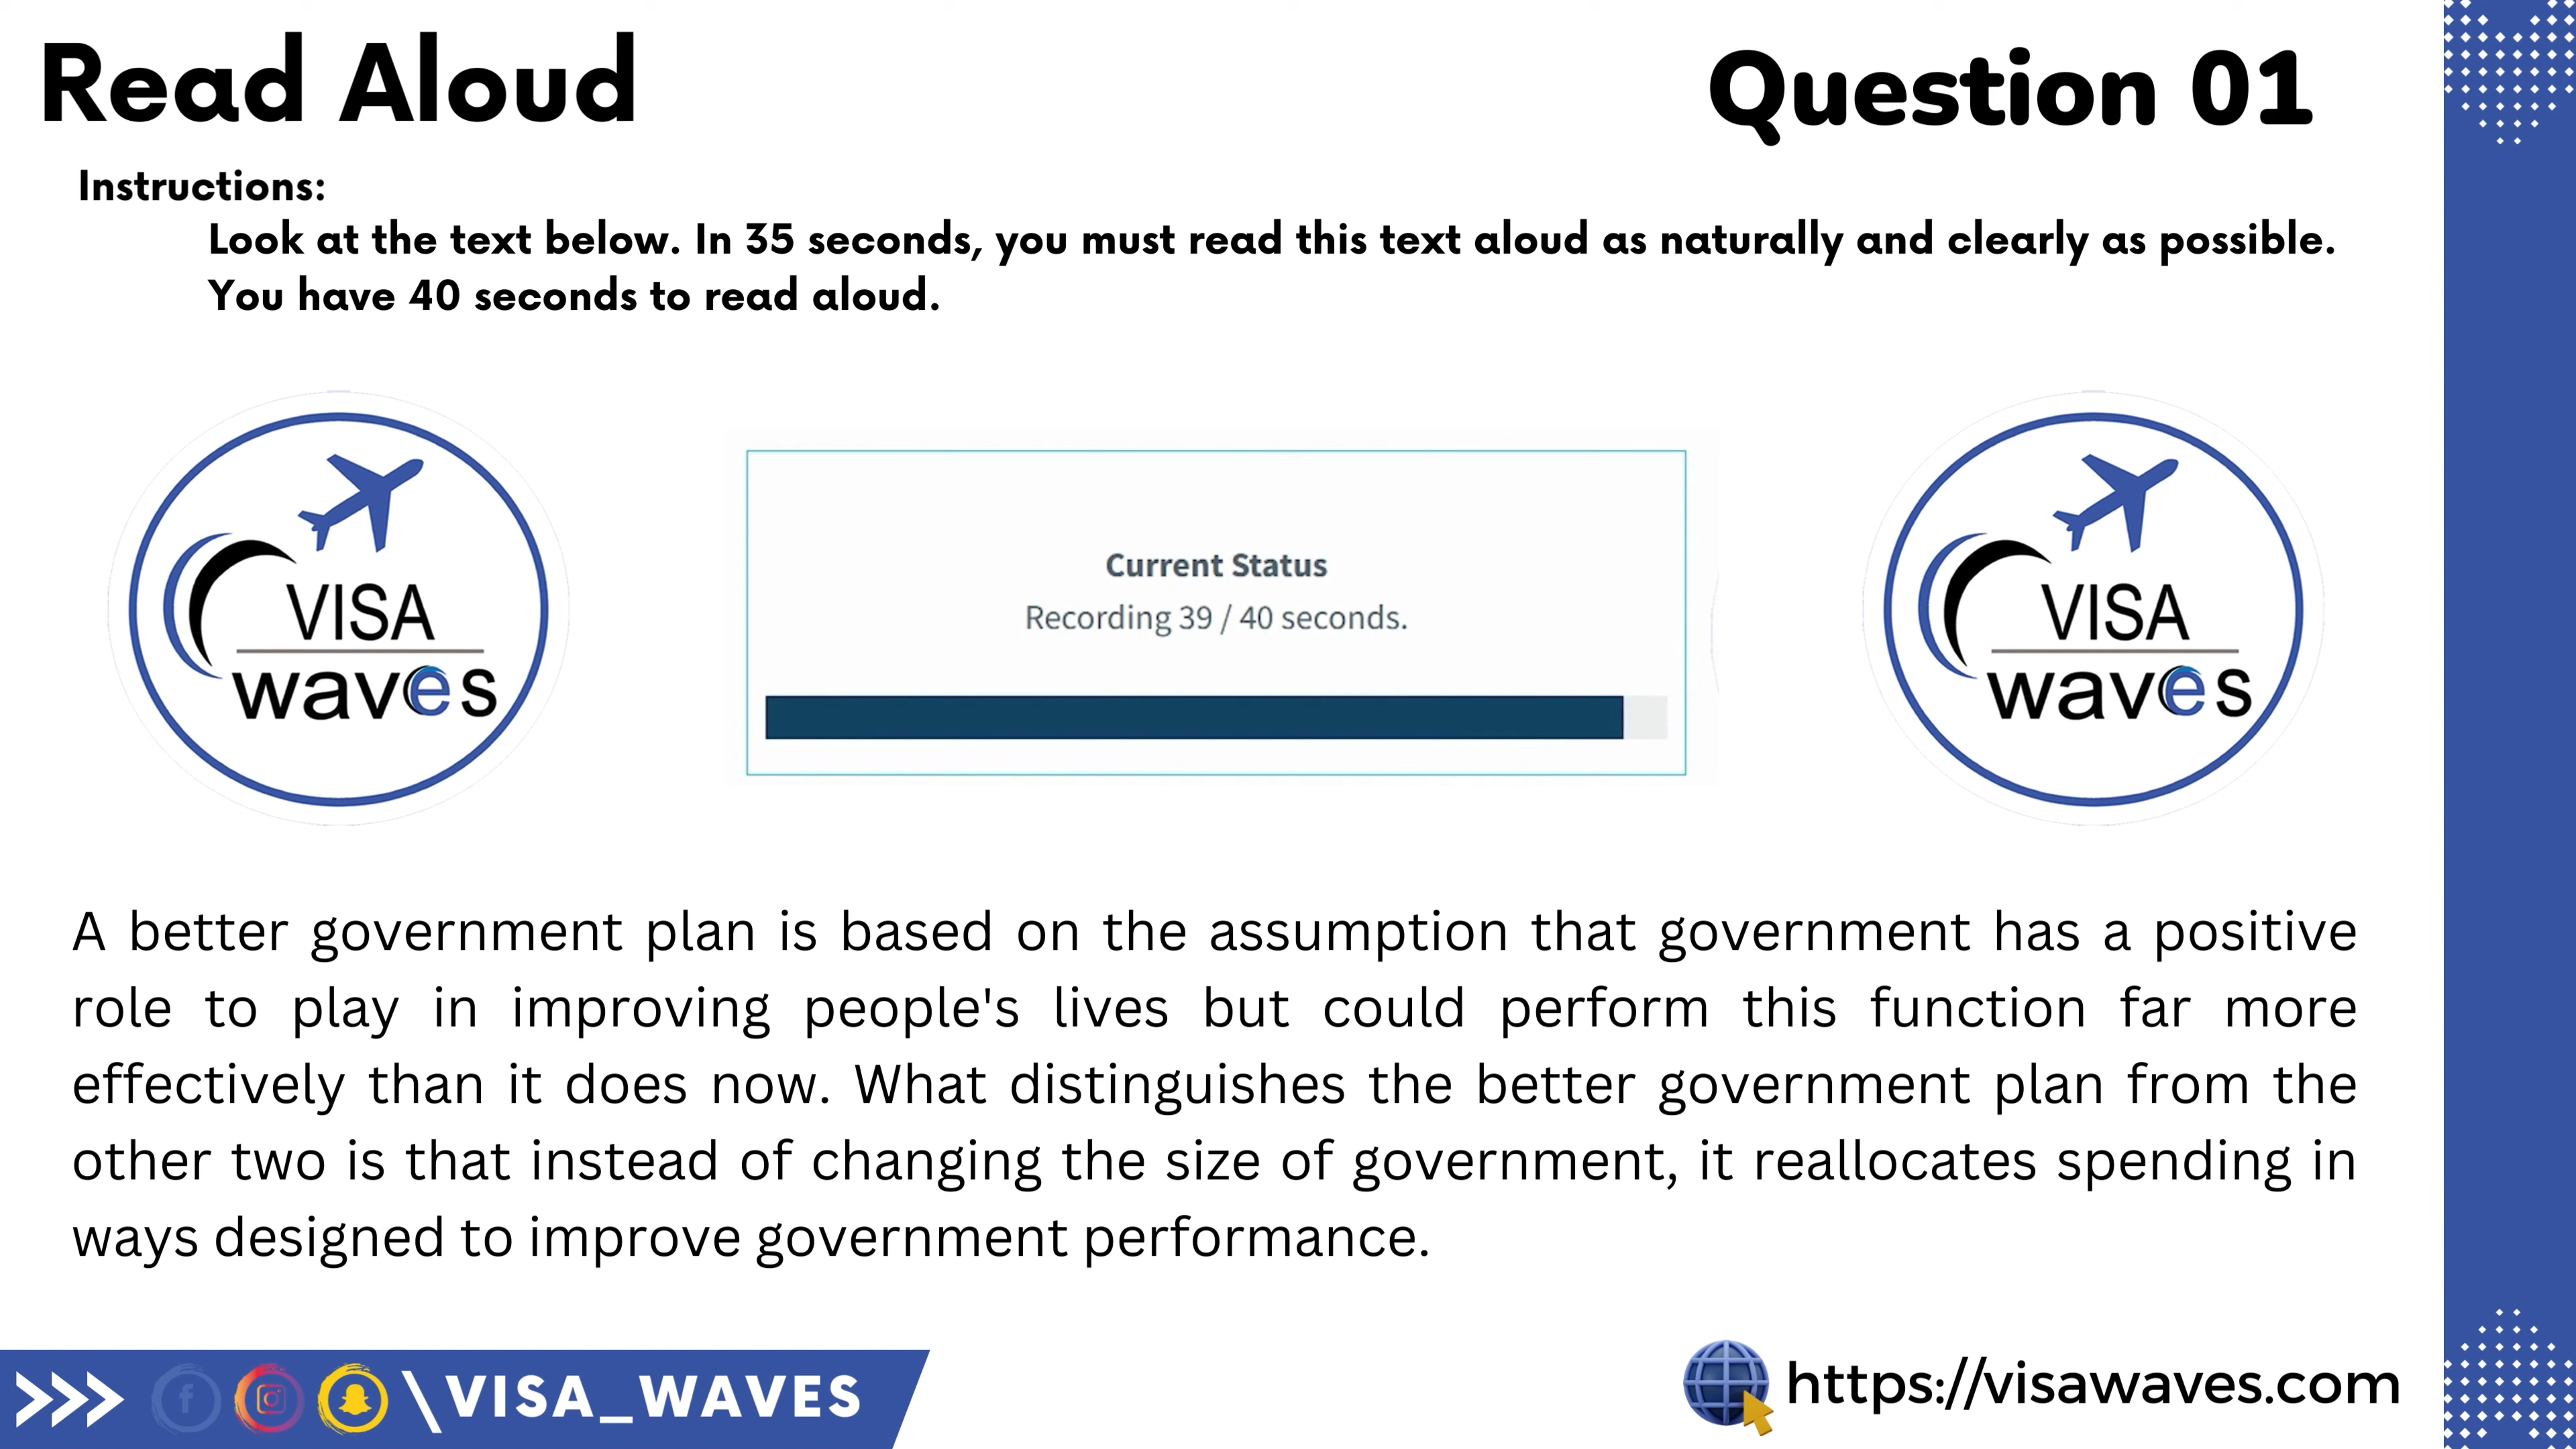 Read Aloud
Question 01
Instructions:
Look at the text below. In 35 seconds, you must read this text aloud as naturally and clearly as possible.
You have 40 seconds to read aloud.
VISA
waves
Current Status
Recording 39 / 40 seconds.
VISA
waves
A better government plan is based on the assumption that government has a positive
role to play in improving people's lives but could perform this function far more
effectively than it does now. What distinguishes the better government plan from the
other two is that instead of changing the size of government, it reallocates spending in
ways designed to improve government performance.
\VISA_WAVES
https://visawaves.com